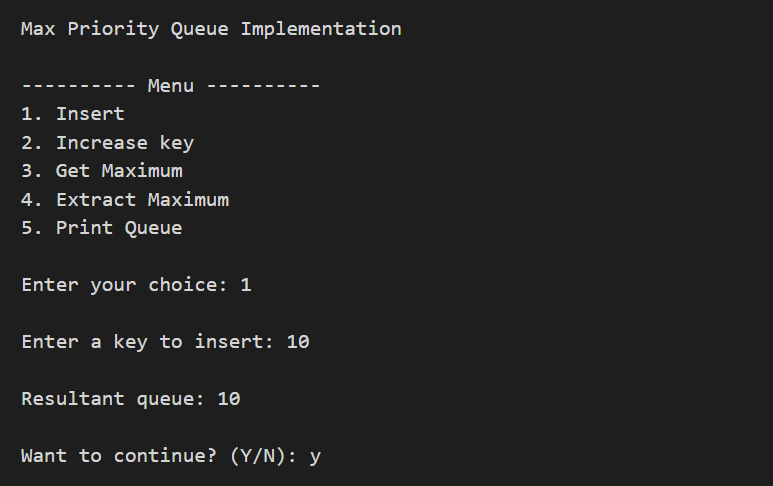 Max Priority Queue Implementation
---------- Menu ----------
1. Insert
2. Increase key
3. Get Maximum
4. Extract Maximum
5. Print Queue
Enter your choice: 1
Enter a key to insert: 10
Resultant queue: 10
Want to continue? (Y/N): y